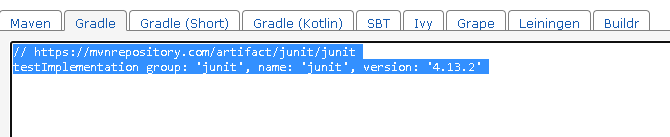 Maven Gradle Gradle (Short) Gradle (Kotlin) SBT Ivy Grape Leiningen Buildr
// https://mvnrepository.com/artifact/junit/junit
testImplementation group: 'junit', name: 'junit', version: '4.13.2'